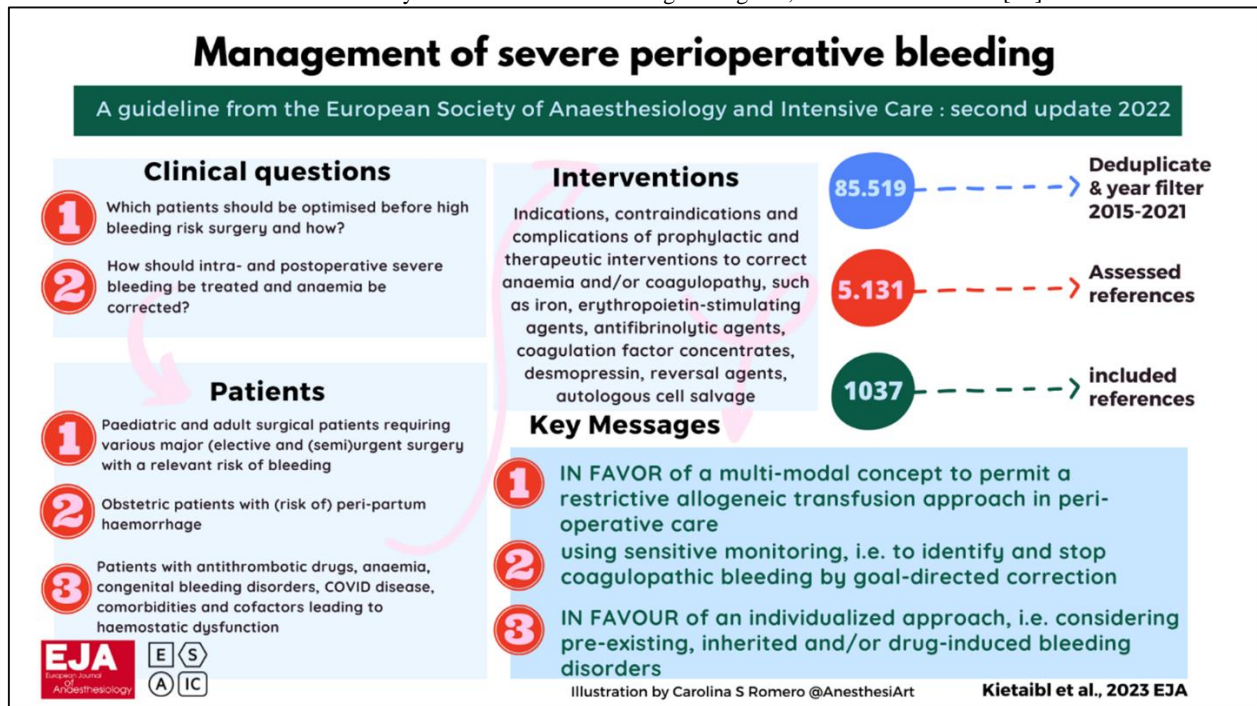 Management of severe perioperative bleeding
A guideline from the European Society of Anaesthesiology and Intensive Care : second update 2022
Clinical questions
1
Which patients should be optimised before high
bleeding risk surgery and how?
2
How should intra- and postoperative severe
bleeding be treated and anaemia be
corrected?
Patients
1
Paediatric and adult surgical patients requiring
various major (elective and (semi)urgent surgery
with a relevant risk of bleeding
2
Obstetric patients with (risk of) peri-partum
haemorrhage
3
Patients with antithrombotic drugs, anaemia,
congenital bleeding disorders, COVID disease,
comorbidities and cofactors leading to
haemostatic dysfunction
Interventions
Indications, contraindications and
complications of prophylactic and
therapeutic interventions to correct
anaemia and/or coagulopathy, such
as iron, erythropoietin-stimulating
agents, antifibrinolytic agents,
coagulation factor concentrates,
desmopressin, reversal agents,
autologous cell salvage
85.519
Deduplicate
& year filter
2015-2021
5.131
Assessed
references
1037
included
references
Key Messages
1
IN FAVOR of a multi-modal concept to permit a
restrictive allogeneic transfusion approach in peri-
operative care
2
using sensitive monitoring, i.e. to identify and stop
coagulopathic bleeding by goal-directed correction
3
IN FAVOUR of an individualized approach, i.e. considering
pre-existing, inherited and/or drug-induced bleeding
disorders
EJA
European Journal
of
Anaesthesiology
E S
A IC
Illustration by Carolina S Romero @AnesthesiArt
Kietaibl et al., 2023 EJA